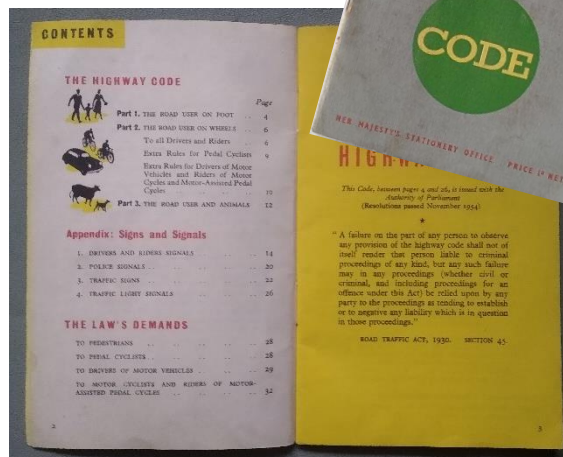 CONTENTS
THE HIGHWAY CODE
Page
Part 1. THE ROAD USER ON FOOT .. 4
Part 2. THE ROAD USER ON WHEELS .. 6
To all Drivers and Riders .. 6
Extra Rules for Pedal Cyclists 9
Extra Rules for Drivers of Motor
Vehicles and Riders of Motor
Cycles and Motor-Assisted Pedal
Cycles .. .. .. 10
Part 3. THE ROAD USER AND ANIMALS 12
Appendix: Signs and Signals
1. DRIVERS AND RIDERS SIGNALS .. .. 14
2. POLICE SIGNALS .. .. .. .. 20
3. TRAFFIC SIGNS .. .. .. .. 22
4. TRAFFIC LIGHT SIGNALS .. .. .. 26
THE LAW'S DEMANDS
TO PEDESTRIANS .. .. .. .. 28
TO PEDAL CYCLISTS .. .. .. .. 28
TO DRIVERS OF MOTOR VEHICLES .. .. .. 29
TO MOTOR CYCLISTS AND RIDERS OF MOTOR-
ASSISTED PEDAL CYCLES .. .. .. .. 32
2
CODE
HER MAJESTY'S STATIONERY OFFICE PRICE 1d NET
HIGH
This Code, between pages 4 and 26, is issued with the
Authority of Parliament
(Resolutions passed November 1954)
"A failure on the part of any person to observe
any provision of the highway code shall not of
itself render that person liable to criminal
proceedings of any kind, but any such failure
may in any proceedings (whether civil or
criminal, and including proceedings for an
offence under this Act) be relied upon by any
party to the proceedings as tending to establish
or to negative any liability which is in question
in those proceedings."
ROAD TRAFFIC ACT, 1930. SECTION 45.
3